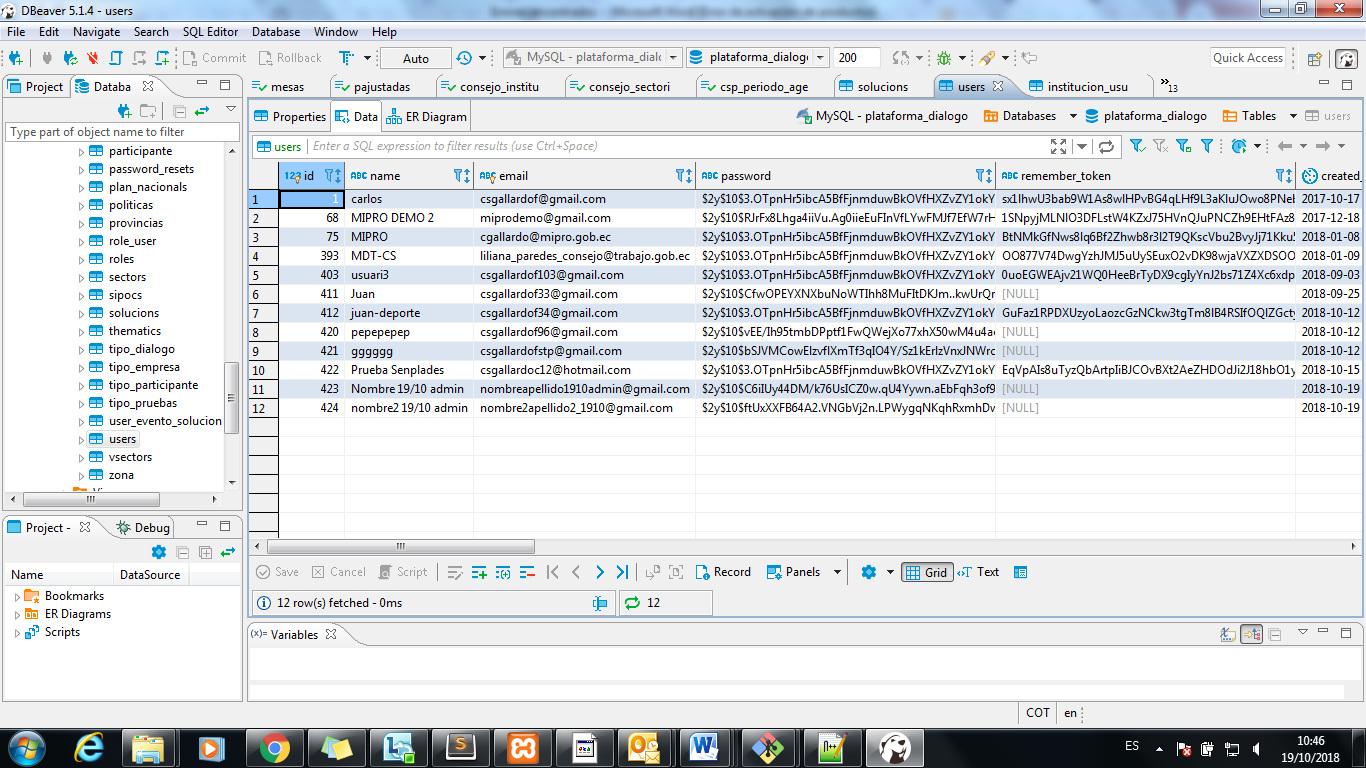 DBeaver 5.1.4 - users
File Edit Navigate Search SQL Editor Database Window Help
Commit Rollback Auto MySQL - plataforma_dialo plataforma_dialogo 200 Quick Access
Project Databa mesas pajustadas consejo_institu consejo_sectori csp_periodo_age solucions users institucion_usu »13
Properties Data ER Diagram MySQL - plataforma_dialogo Databases plataforma_dialogo Tables users
Type part of object name to filter
users Enter a SQL expression to filter results (use Ctrl+Space)
participante
password_resets
plan_nacionals
politicas
provincias
role_user
roles
sectors
sipocs
solucions
thematics
tipo_dialogo
tipo_empresa
tipo_participante
tipo_pruebas
user_evento_solucion
users
vsectors
zona
123 id ABC name ABC email ABC password ABC remember_token created_
1 1 carlos csgallardof@gmail.com 2017-10-17
2 68 MIPRO DEMO 2 miprodemo@gmail.com 2017-12-18
3 75 MIPRO cgallardo@mipro.gob.ec 2018-01-08
4 393 MDT-CS liliana_paredes_consejo@trabajo.gob.ec 2018-01-09
5 403 usuari3 csgallardof103@gmail.com 2018-09-03
6 411 Juan csgallardof33@gmail.com [NULL] 2018-09-25
7 412 juan-deporte csgallardof34@gmail.com 2018-10-12
8 420 pepepepep csgallardof96@gmail.com [NULL] 2018-10-12
9 421 gggggg csgallardofstp@gmail.com [NULL] 2018-10-12
10 422 Prueba Senplades csgallardoc12@hotmail.com 2018-10-15
11 423 Nombre 19/10 admin nombreapellido1910admin@gmail.com [NULL] 2018-10-19
12 424 nombre2 19/10 admin nombre2apellido2_1910@gmail.com [NULL] 2018-10-19
Project - Debug
Name DataSource
Bookmarks
ER Diagrams
Scripts
Save Cancel Script Record Panels Grid Text
12 row(s) fetched - 0ms 12
(x)= Variables
COT en
ES 10:46
19/10/2018